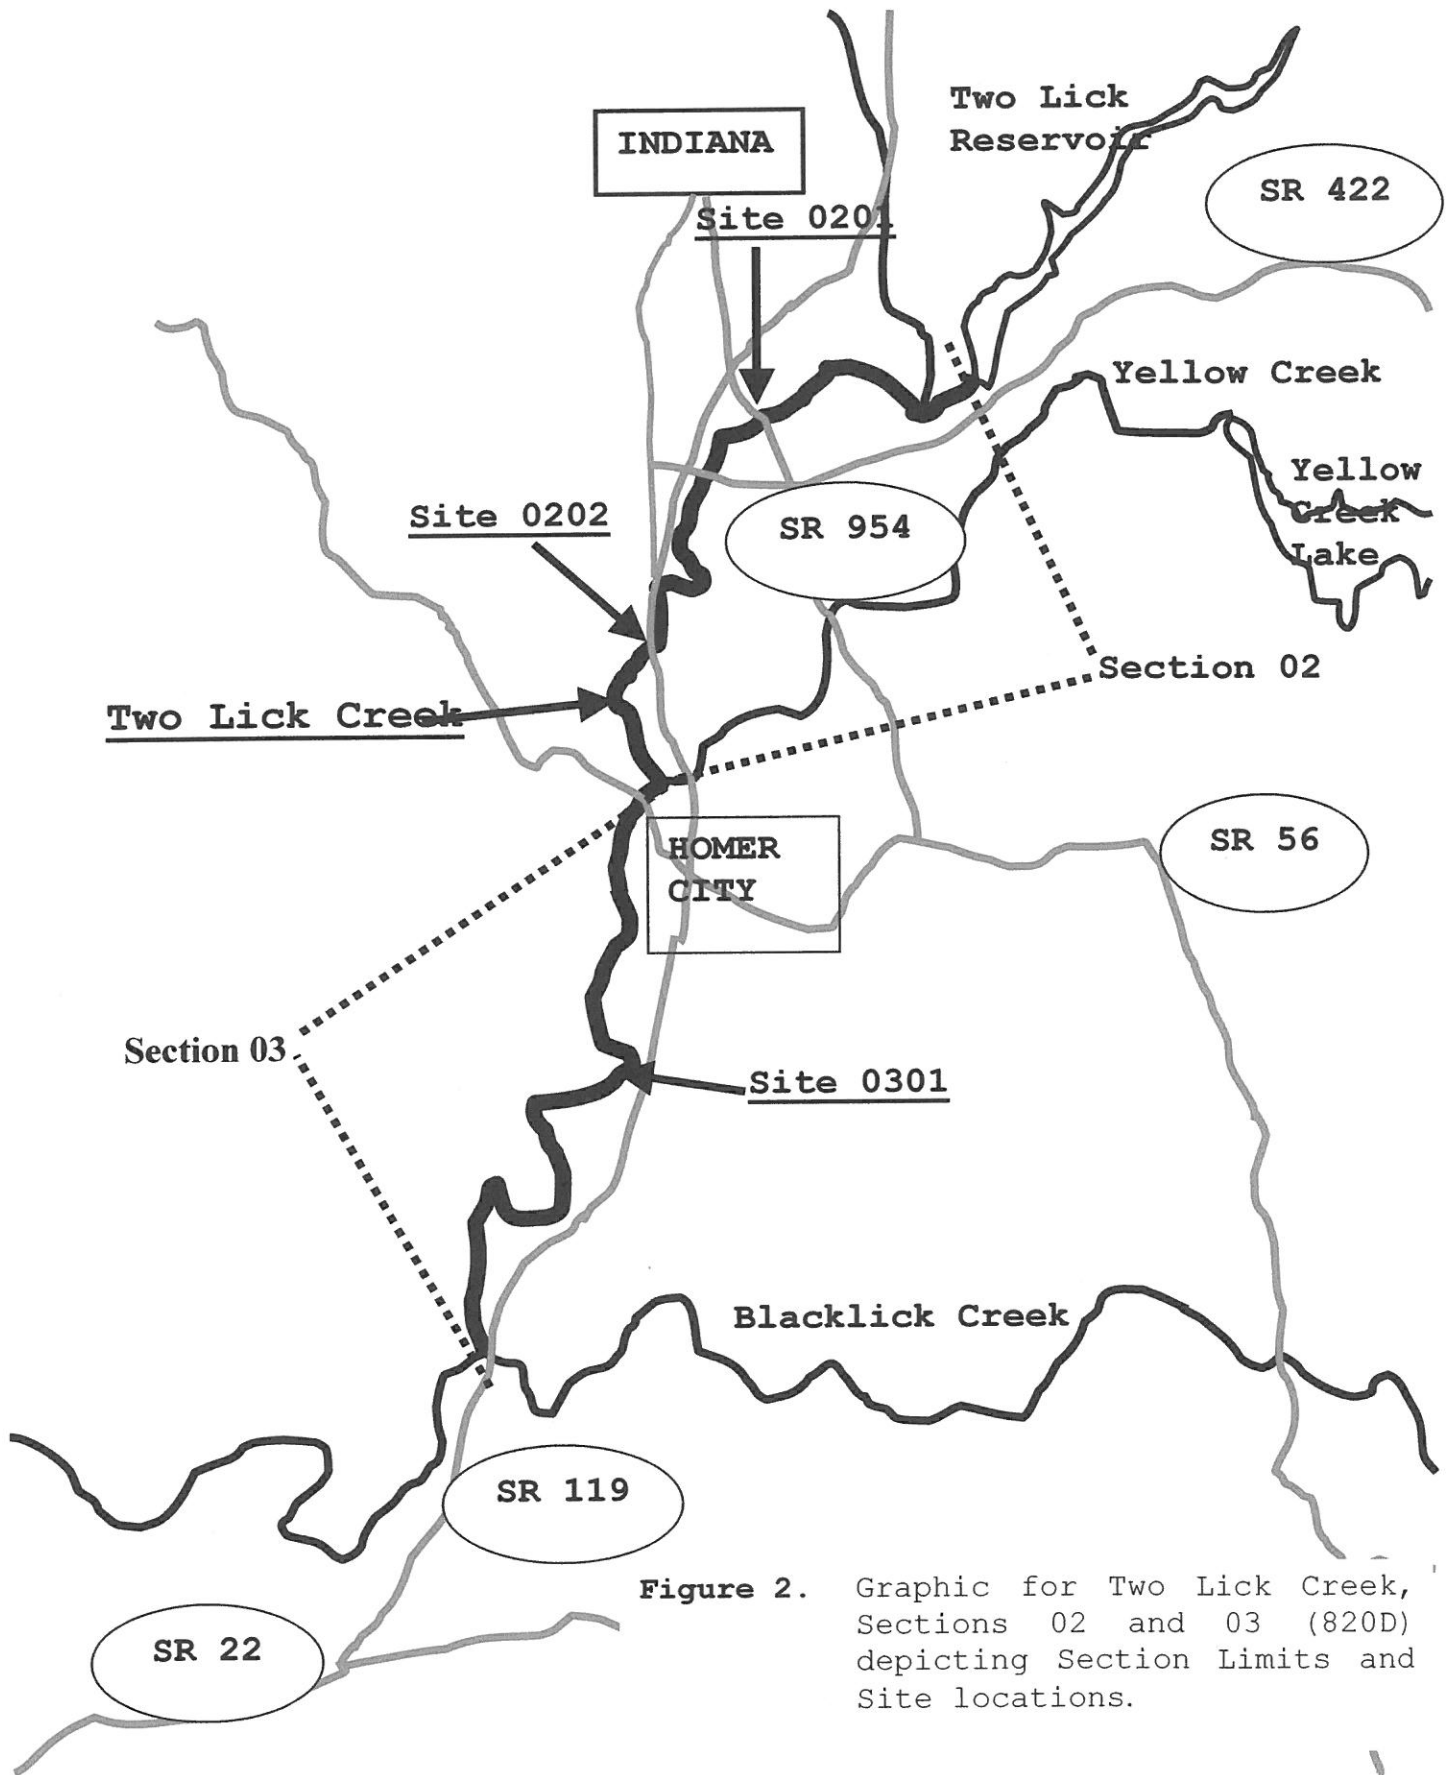 Two Lick
Reservoir
INDIANA
SR 422
Site 0201
Yellow Creek
Yellow
Creek
Lake
Site 0202
SR 954
Section 02
Two Lick Creek
HOMER
CITY
SR 56
Section 03
Site 0301
Blacklick Creek
SR 119
SR 22
Figure 2. Graphic for Two Lick Creek,
Sections 02 and 03 (820D)
depicting Section Limits and
Site locations.